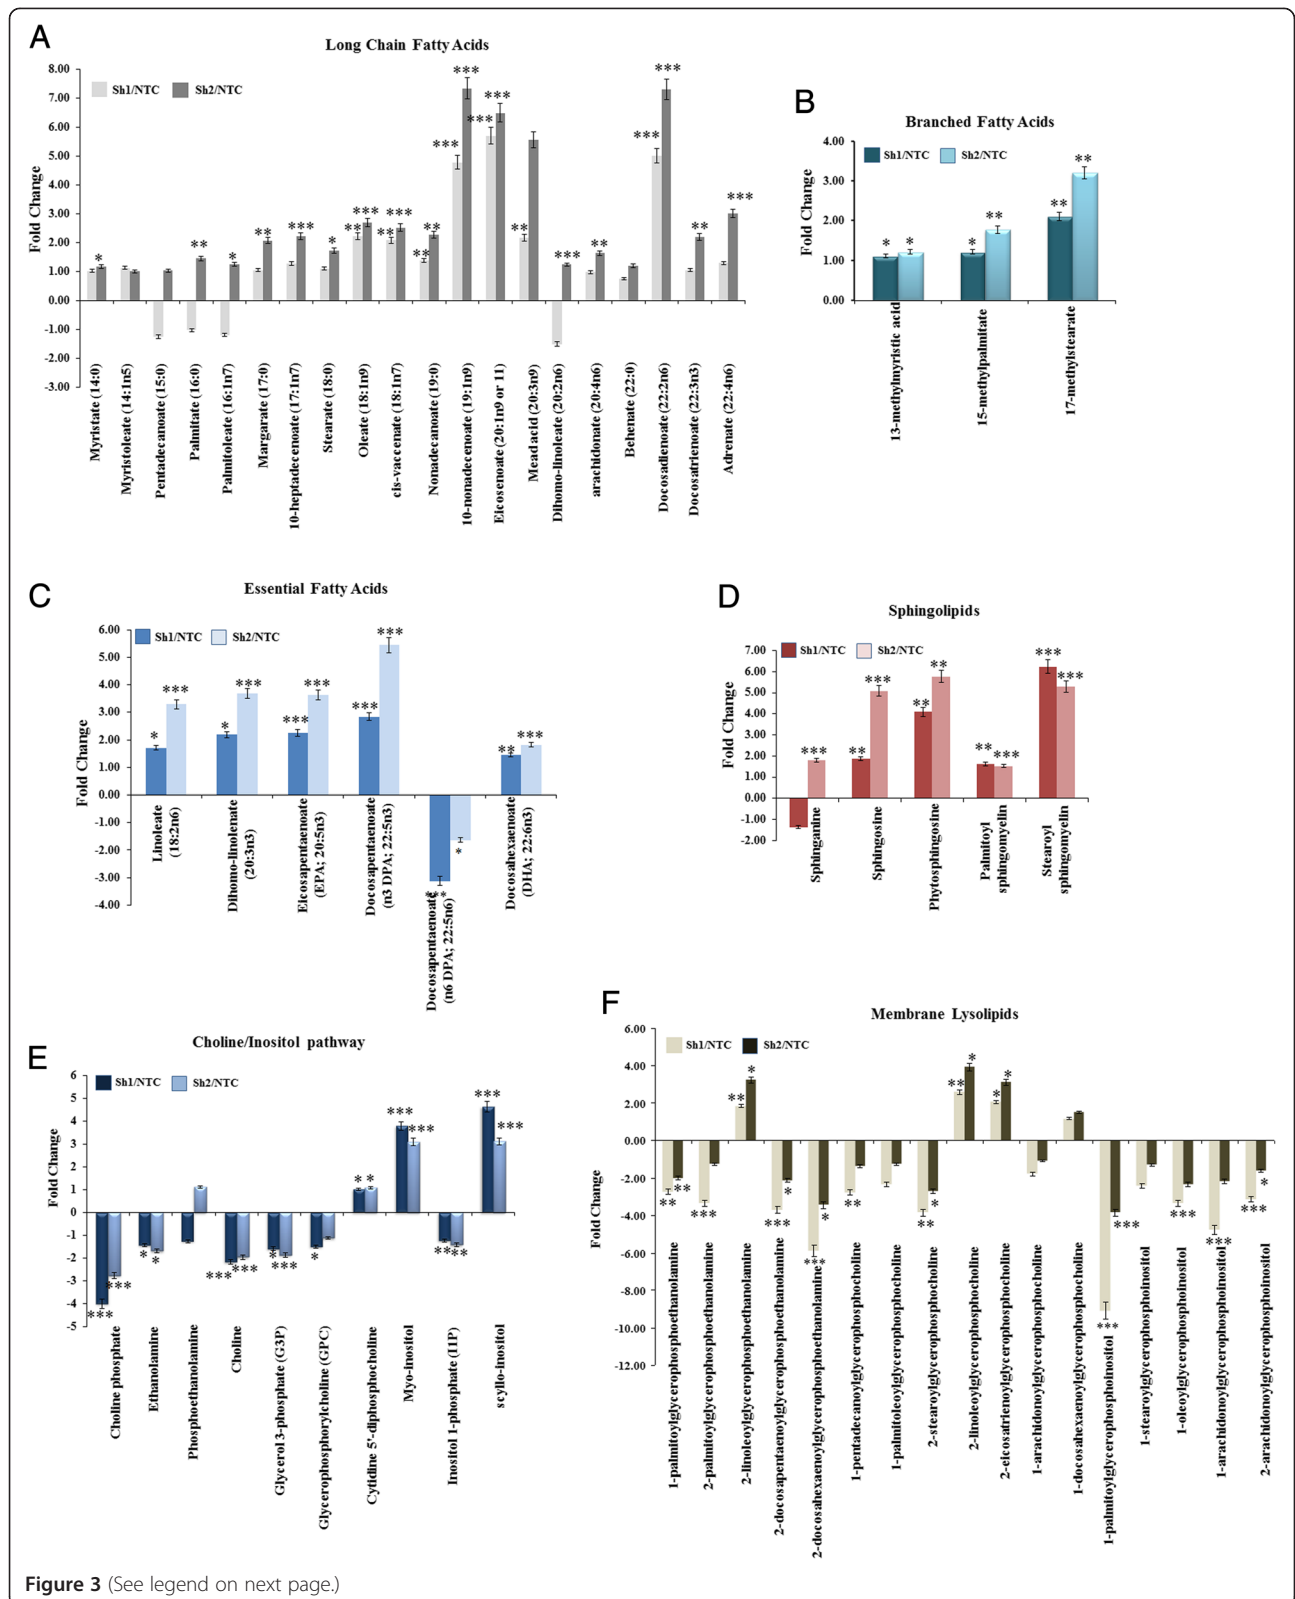 A
Long Chain Fatty Acids
Fold Change
8.00
7.00
6.00
5.00
4.00
3.00
2.00
1.00
0.00
-1.00
-2.00
-3.00
Sh1/NTC
Sh2/NTC
Myristate (14:0)
Myristoleate (14:1n5)
Pentadecanoate (15:0)
Palmitate (16:0)
Palmitoleate (16:1n7)
Margarate (17:0)
10-heptadecenoate (17:1n7)
Stearate (18:0)
Oleate (18:1n9)
cis-vaccenate (18:1n7)
Nonadecanoate (19:0)
10-nonadecenoate (19:1n9)
Eicosenoate (20:1n9 or 11)
Mead acid (20:3n9)
Dihomo-linoleate (20:2n6)
arachidonate (20:4n6)
Behenate (22:0)
Docosadienoate (22:2n6)
Docosatrienoate (22:3n3)
Adrenate (22:4n6)
B
Branched Fatty Acids
Fold Change
4.00
3.00
2.00
1.00
0.00
Sh1/NTC
Sh2/NTC
13-methylmyristic acid
15-methylpalmitate
17-methylstearate
C
Essential Fatty Acids
Fold Change
6.00
5.00
4.00
3.00
2.00
1.00
0.00
-1.00
-2.00
-3.00
-4.00
Sh1/NTC
Sh2/NTC
Linoleate
(18:2n6)
Dihomo-linolenate
(20:3n3)
Eicosapentaenoate
(EPA; 20:5n3)
Docosapentaenoate
(n3 DPA; 22:5n3)
Docosapentaenoate
(n6 DPA; 22:5n6)
Docosahexaenoate
(DHA; 22:6n3)
D
Sphingolipids
Fold Change
7.00
6.00
5.00
4.00
3.00
2.00
1.00
0.00
-1.00
-2.00
Sh1/NTC
Sh2/NTC
Sphinganine
Sphingosine
Phytosphingosine
Palmitoyl
sphingomyelin
Stearoyl
sphingomyelin
E
Choline/Inositol pathway
Fold Change
6
5
4
3
2
1
0
-1
-2
-3
-4
-5
Sh1/NTC
Sh2/NTC
Choline phosphate
Ethanolamine
Phosphoethanolamine
Choline
Glycerol 3-phosphate (G3P)
Glycerophosphorylcholine (GPC)
Cytidine 5'-diphosphocholine
Myo-inositol
Inositol 1-phosphate (I1P)
scyllo-inositol
F
Membrane Lysolipids
Fold Change
6.00
4.00
2.00
0.00
-2.00
-4.00
-6.00
-8.00
-10.00
-12.00
Sh1/NTC
Sh2/NTC
1-palmitoylglycerophosphoethanolamine
2-palmitoylglycerophosphoethanolamine
2-linoleoylglycerophosphoethanolamine
2-docosapentaenoylglycerophosphoethanolamine
2-docosahexaenoylglycerophosphoethanolamine
1-pentadecanoylglycerophosphocholine
1-palmitoleoylglycerophosphocholine
2-stearoylglycerophosphocholine
2-linoleoylglycerophosphocholine
2-eicosatrienoylglycerophosphocholine
1-arachidonoylglycerophosphocholine
1-docosahexaenoylglycerophosphocholine
1-palmitoylglycerophosphoinositol
1-stearoylglycerophosphoinositol
1-oleoylglycerophosphoinositol
1-arachidonoylglycerophosphoinositol
2-arachidonoylglycerophosphoinositol
Figure 3 (See legend on next page.)